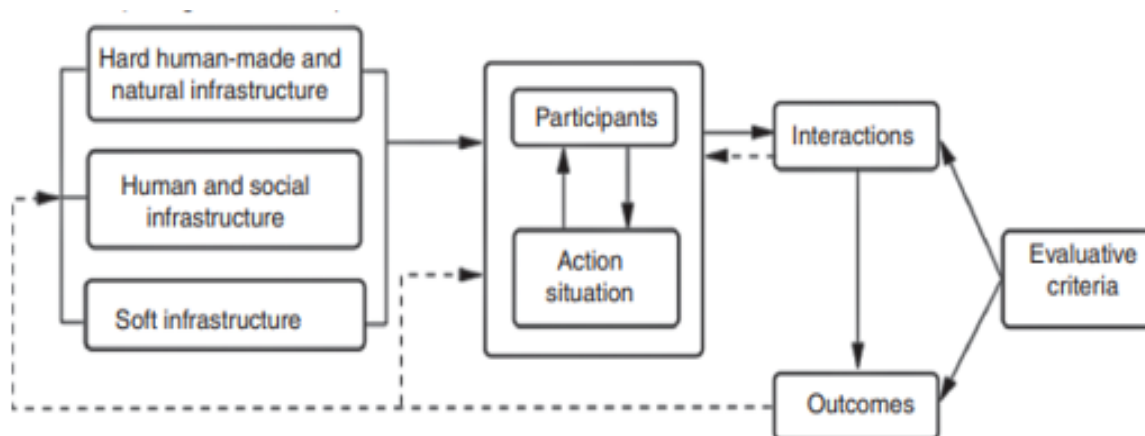 Hard human-made and
natural infrastructure
Human and social
infrastructure
Soft infrastructure
Participants
Action
situation
Interactions
Outcomes
Evaluative
criteria